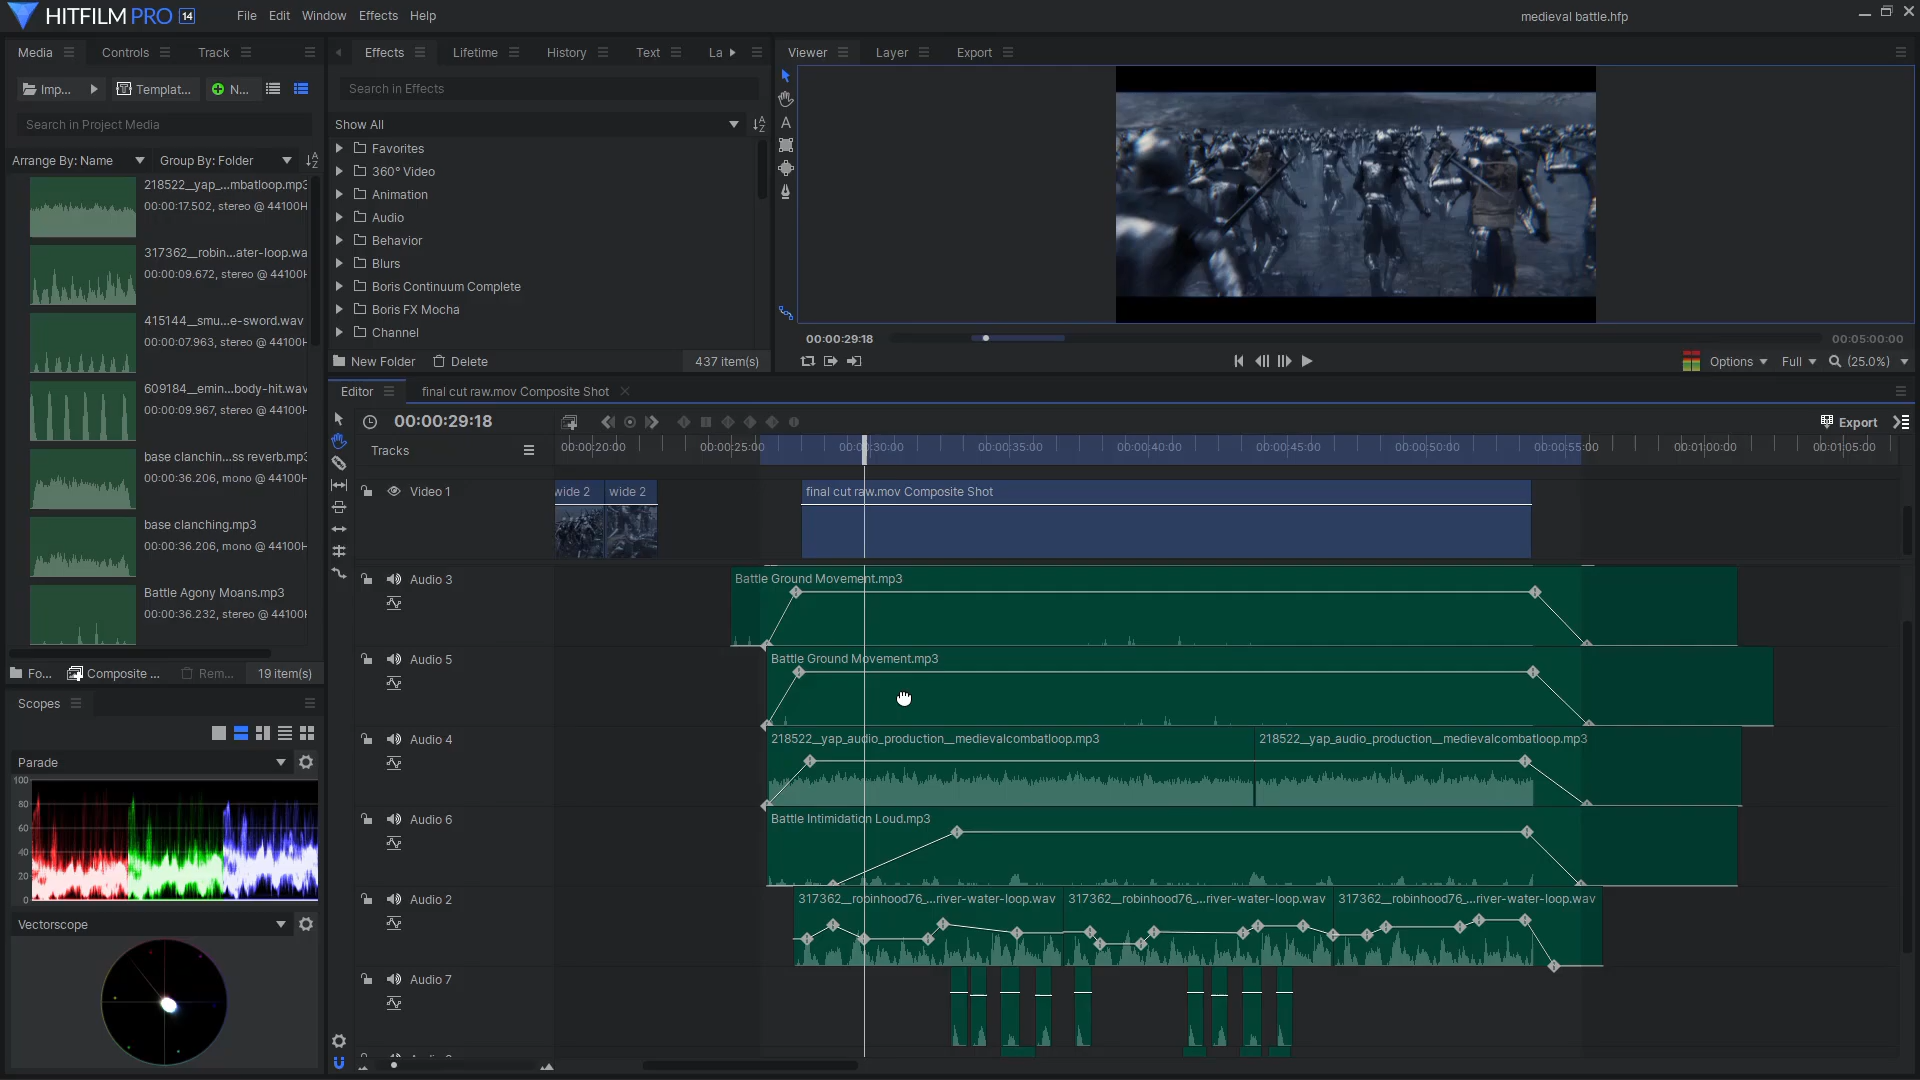 HITFILM PRO 14
File Edit Window Effects Help
medieval battle.hfp
Media Controls Track
Effects Lifetime History Text La
Viewer Layer Export
Imp... Templat... N...
Search in Effects
Search in Project Media
Show All
Arrange By: Name Group By: Folder
Favorites
360° Video
Animation
Audio
Behavior
Blurs
Boris Continuum Complete
Boris FX Mocha
Channel
218522__yap_...mbatloop.mp3
00:00:17.502, stereo @ 44100H
317362__robin...ater-loop.wa
00:00:09.672, stereo @ 44100H
415144__smu...e-sword.wav
00:00:07.963, stereo @ 44100H
609184__emin...body-hit.wav
00:00:09.967, stereo @ 44100H
base clanchin...ss reverb.mp3
00:00:36.206, mono @ 44100H
base clanching.mp3
00:00:36.206, mono @ 44100H
Battle Agony Moans.mp3
00:00:36.232, stereo @ 44100H
New Folder Delete 437 item(s)
00:00:29:18 00:05:00:00
Options Full (25.0%)
Editor final cut raw.mov Composite Shot
00:00:29:18
Export
Tracks
00:00:20:00 00:00:25:00 00:00:30:00 00:00:35:00 00:00:40:00 00:00:45:00 00:00:50:00 00:00:55:00 00:01:00:00 00:01:05:00
Video 1 wide 2 wide 2 final cut raw.mov Composite Shot
Audio 3 Battle Ground Movement.mp3
Audio 5 Battle Ground Movement.mp3
Audio 4 218522__yap_audio_production__medievalcombatloop.mp3 218522__yap_audio_production__medievalcombatloop.mp3
Audio 6 Battle Intimidation Loud.mp3
Audio 2 317362__robinhood76_...river-water-loop.wav 317362__robinhood76_...river-water-loop.wav 317362__robinhood76_...river-water-loop.wav
Audio 7
Fo... Composite ... Rem... 19 item(s)
Scopes
Parade
100
80
60
40
20
0
Vectorscope